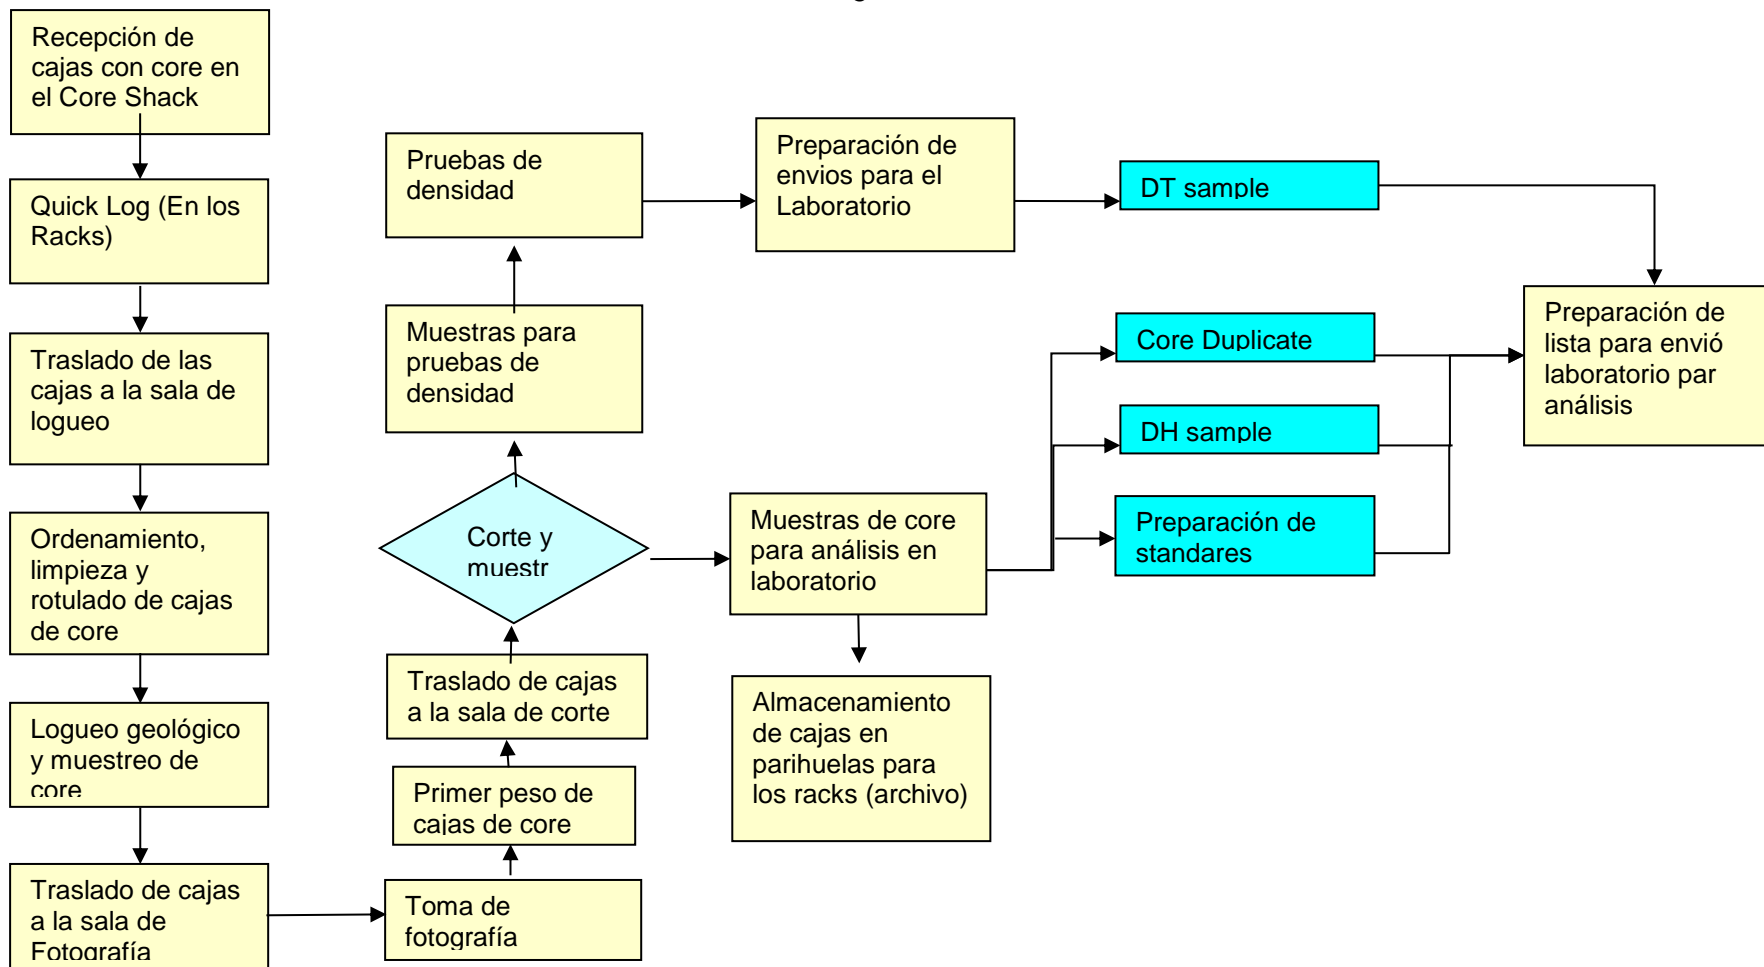 Recepción de
cajas con core en
el Core Shack
Quick Log (En los
Racks)
Traslado de las
cajas a la sala de
logueo
Ordenamiento,
limpieza y
rotulado de cajas
de core
Logueo geológico
y muestreo de
core
Traslado de cajas
a la sala de
Fotografía
Toma de
fotografía
Primer peso de
cajas de core
Traslado de cajas
a la sala de corte
Corte y
muestr
Muestras para
pruebas de
densidad
Pruebas de
densidad
Preparación de
envios para el
Laboratorio
DT sample
Muestras de core
para análisis en
laboratorio
Almacenamiento
de cajas en
parihuelas para
los racks (archivo)
Core Duplicate
DH sample
Preparación de
standares
Preparación de
lista para envió
laboratorio par
análisis